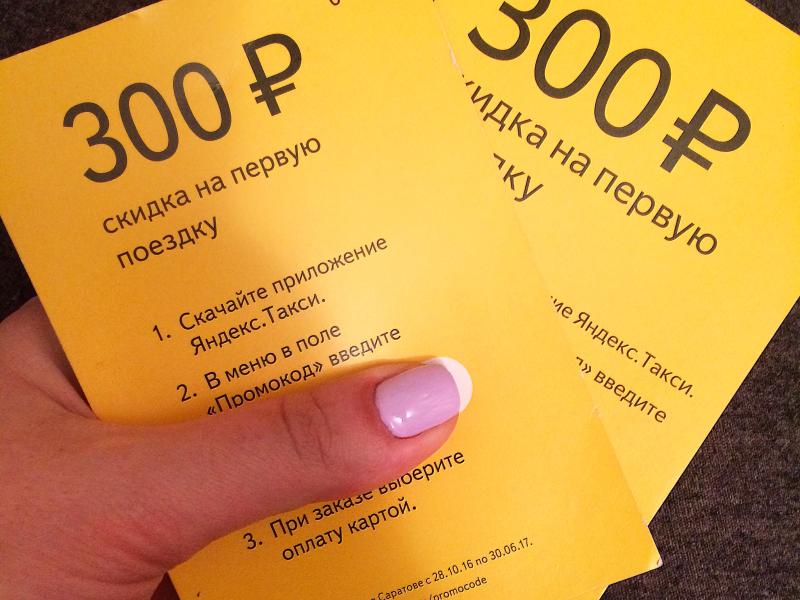 300 ₽
скидка на первую
поездку
1. Скачайте приложение
Яндекс.Такси.
2. В меню в поле
«Промокод» введите
3. При заказе выберите
оплату картой.
Саратове с 28.10.16 по 30.06.17.
/promocode
300 ₽
скидка на первую
Яндекс.Такси.
введите